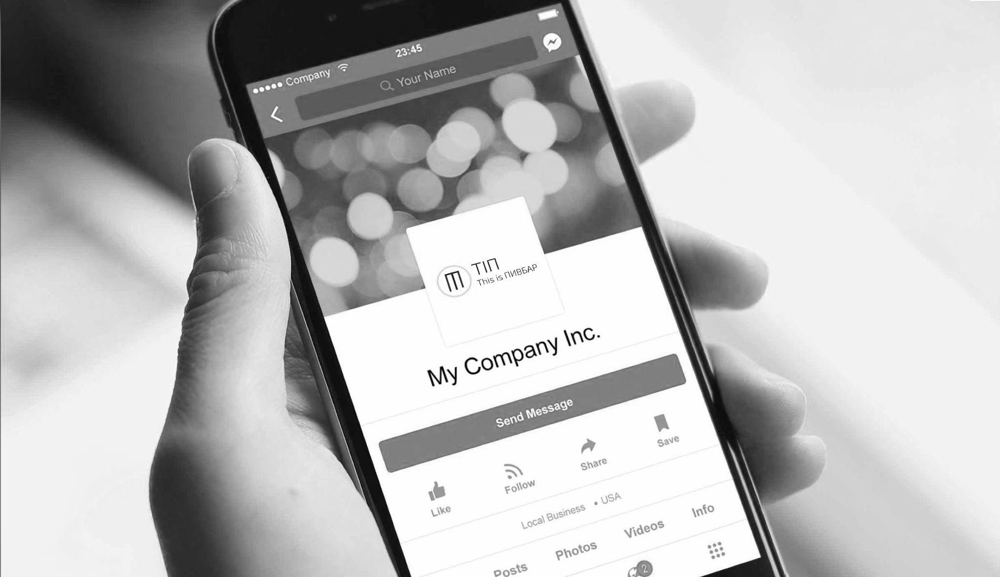 Company
23:45
Your Name
ТІП
This is ПИВБАР
My Company Inc.
Send Message
Like
Follow
Share
Save
Local Business • USA
Posts
Photos
Videos
Info
2